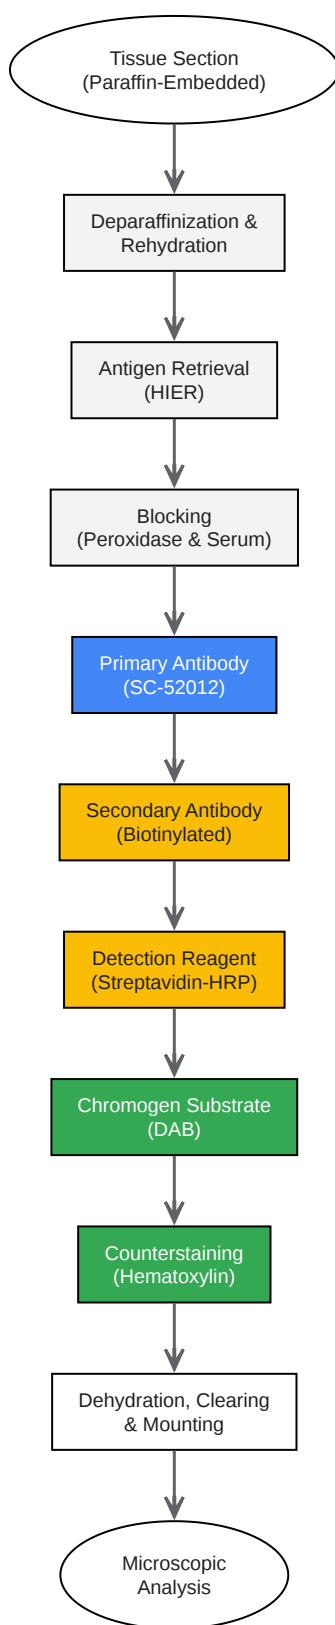 Tissue Section
(Paraffin-Embedded)
Deparaffinization &
Rehydration
Antigen Retrieval
(HIER)
Blocking
(Peroxidase & Serum)
Primary Antibody
(SC-52012)
Secondary Antibody
(Biotinylated)
Detection Reagent
(Streptavidin-HRP)
Chromogen Substrate
(DAB)
Counterstaining
(Hematoxylin)
Dehydration, Clearing
& Mounting
Microscopic
Analysis